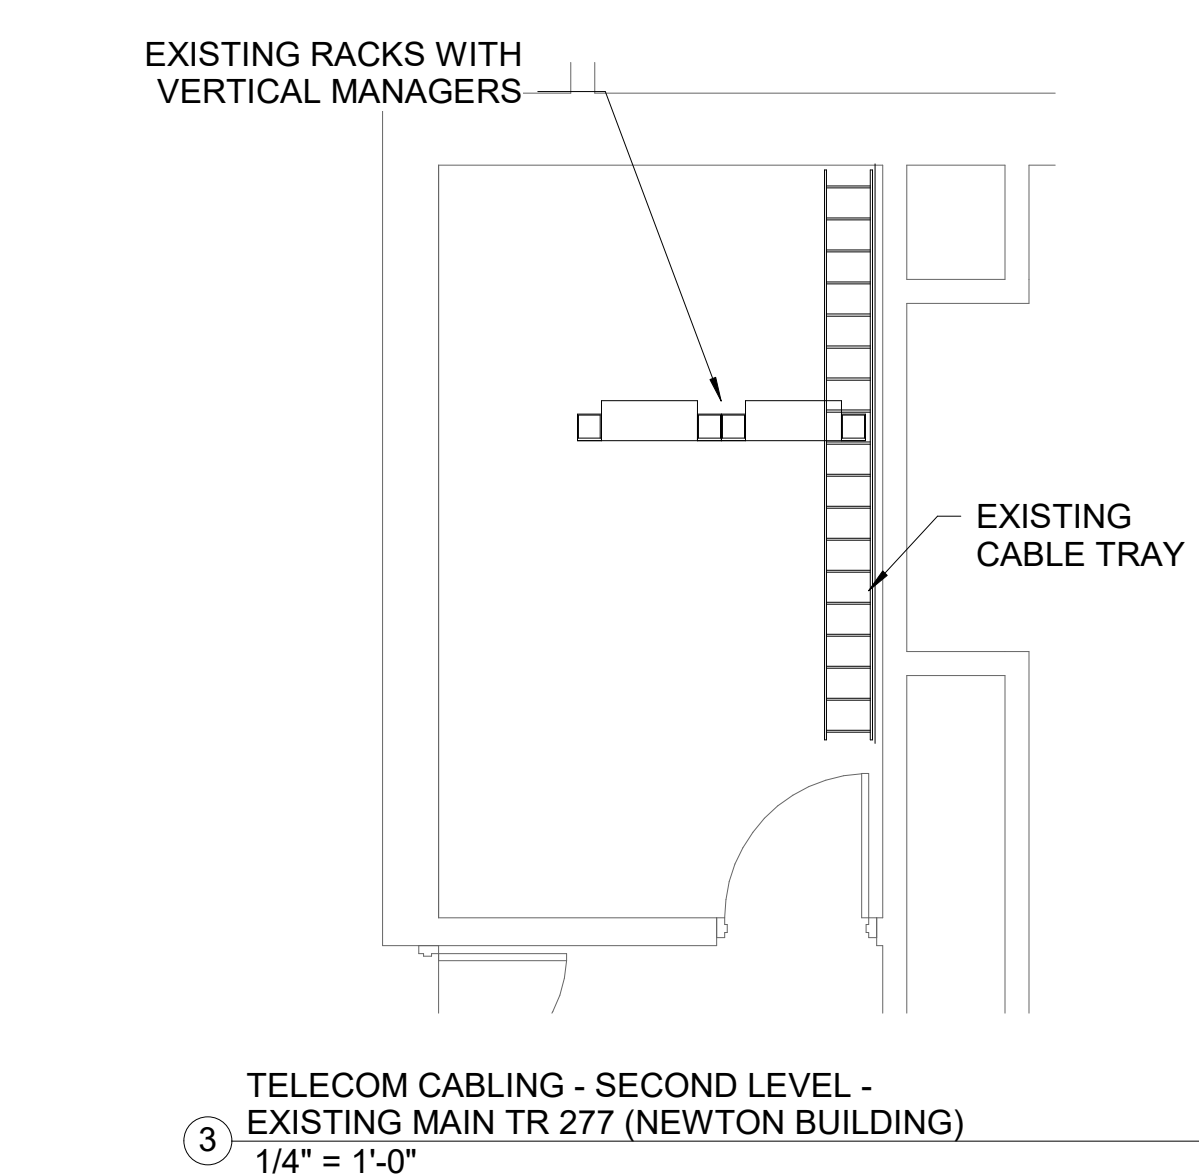 EXISTING RACKS WITH
VERTICAL MANAGERS
EXISTING
CABLE TRAY
TELECOM CABLING - SECOND LEVEL -
EXISTING MAIN TR 277 (NEWTON BUILDING)
3
1/4" = 1'-0"